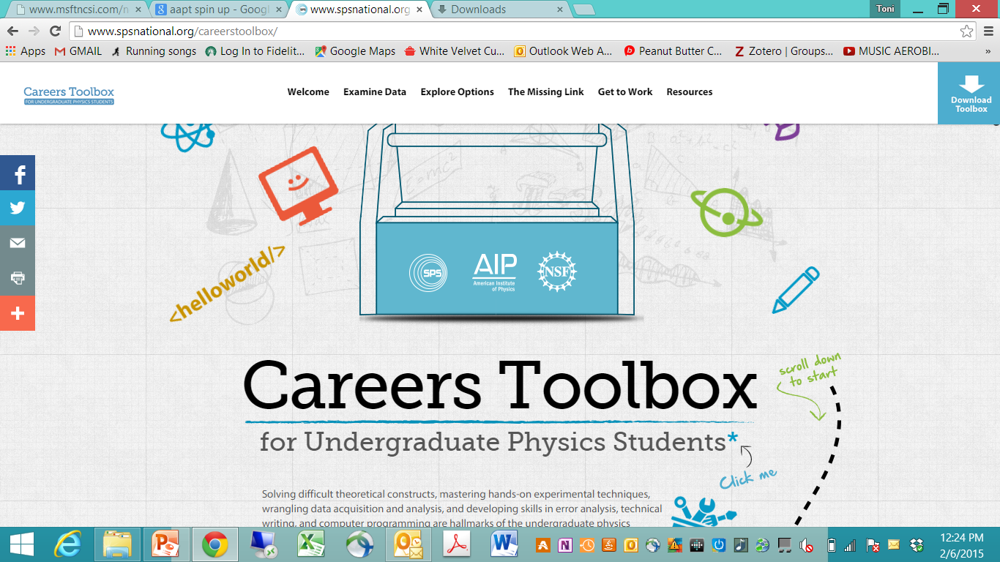 www.msftncsi.com/n
aapt spin up - Googl
www.spsnational.org
Downloads
Toni
www.spsnational.org/careerstoolbox/
Apps GMAIL Running songs Log In to Fidelit... Google Maps White Velvet Cu... Outlook Web A... Peanut Butter C... Zotero | Groups... MUSIC AEROBI... »
Careers Toolbox
FOR UNDERGRADUATE PHYSICS STUDENTS
Welcome Examine Data Explore Options The Missing Link Get to Work Resources
Download
Toolbox
<helloworld/>
SPS
AIP
American Institute
of Physics
NSF
scroll down
to start
Careers Toolbox
for Undergraduate Physics Students*
Click me
Solving difficult theoretical constructs, mastering hands-on experimental techniques,
wrangling data acquisition and analysis, and developing skills in error analysis, technical
writing, and computer programming are hallmarks of the undergraduate physics
12:24 PM
2/6/2015